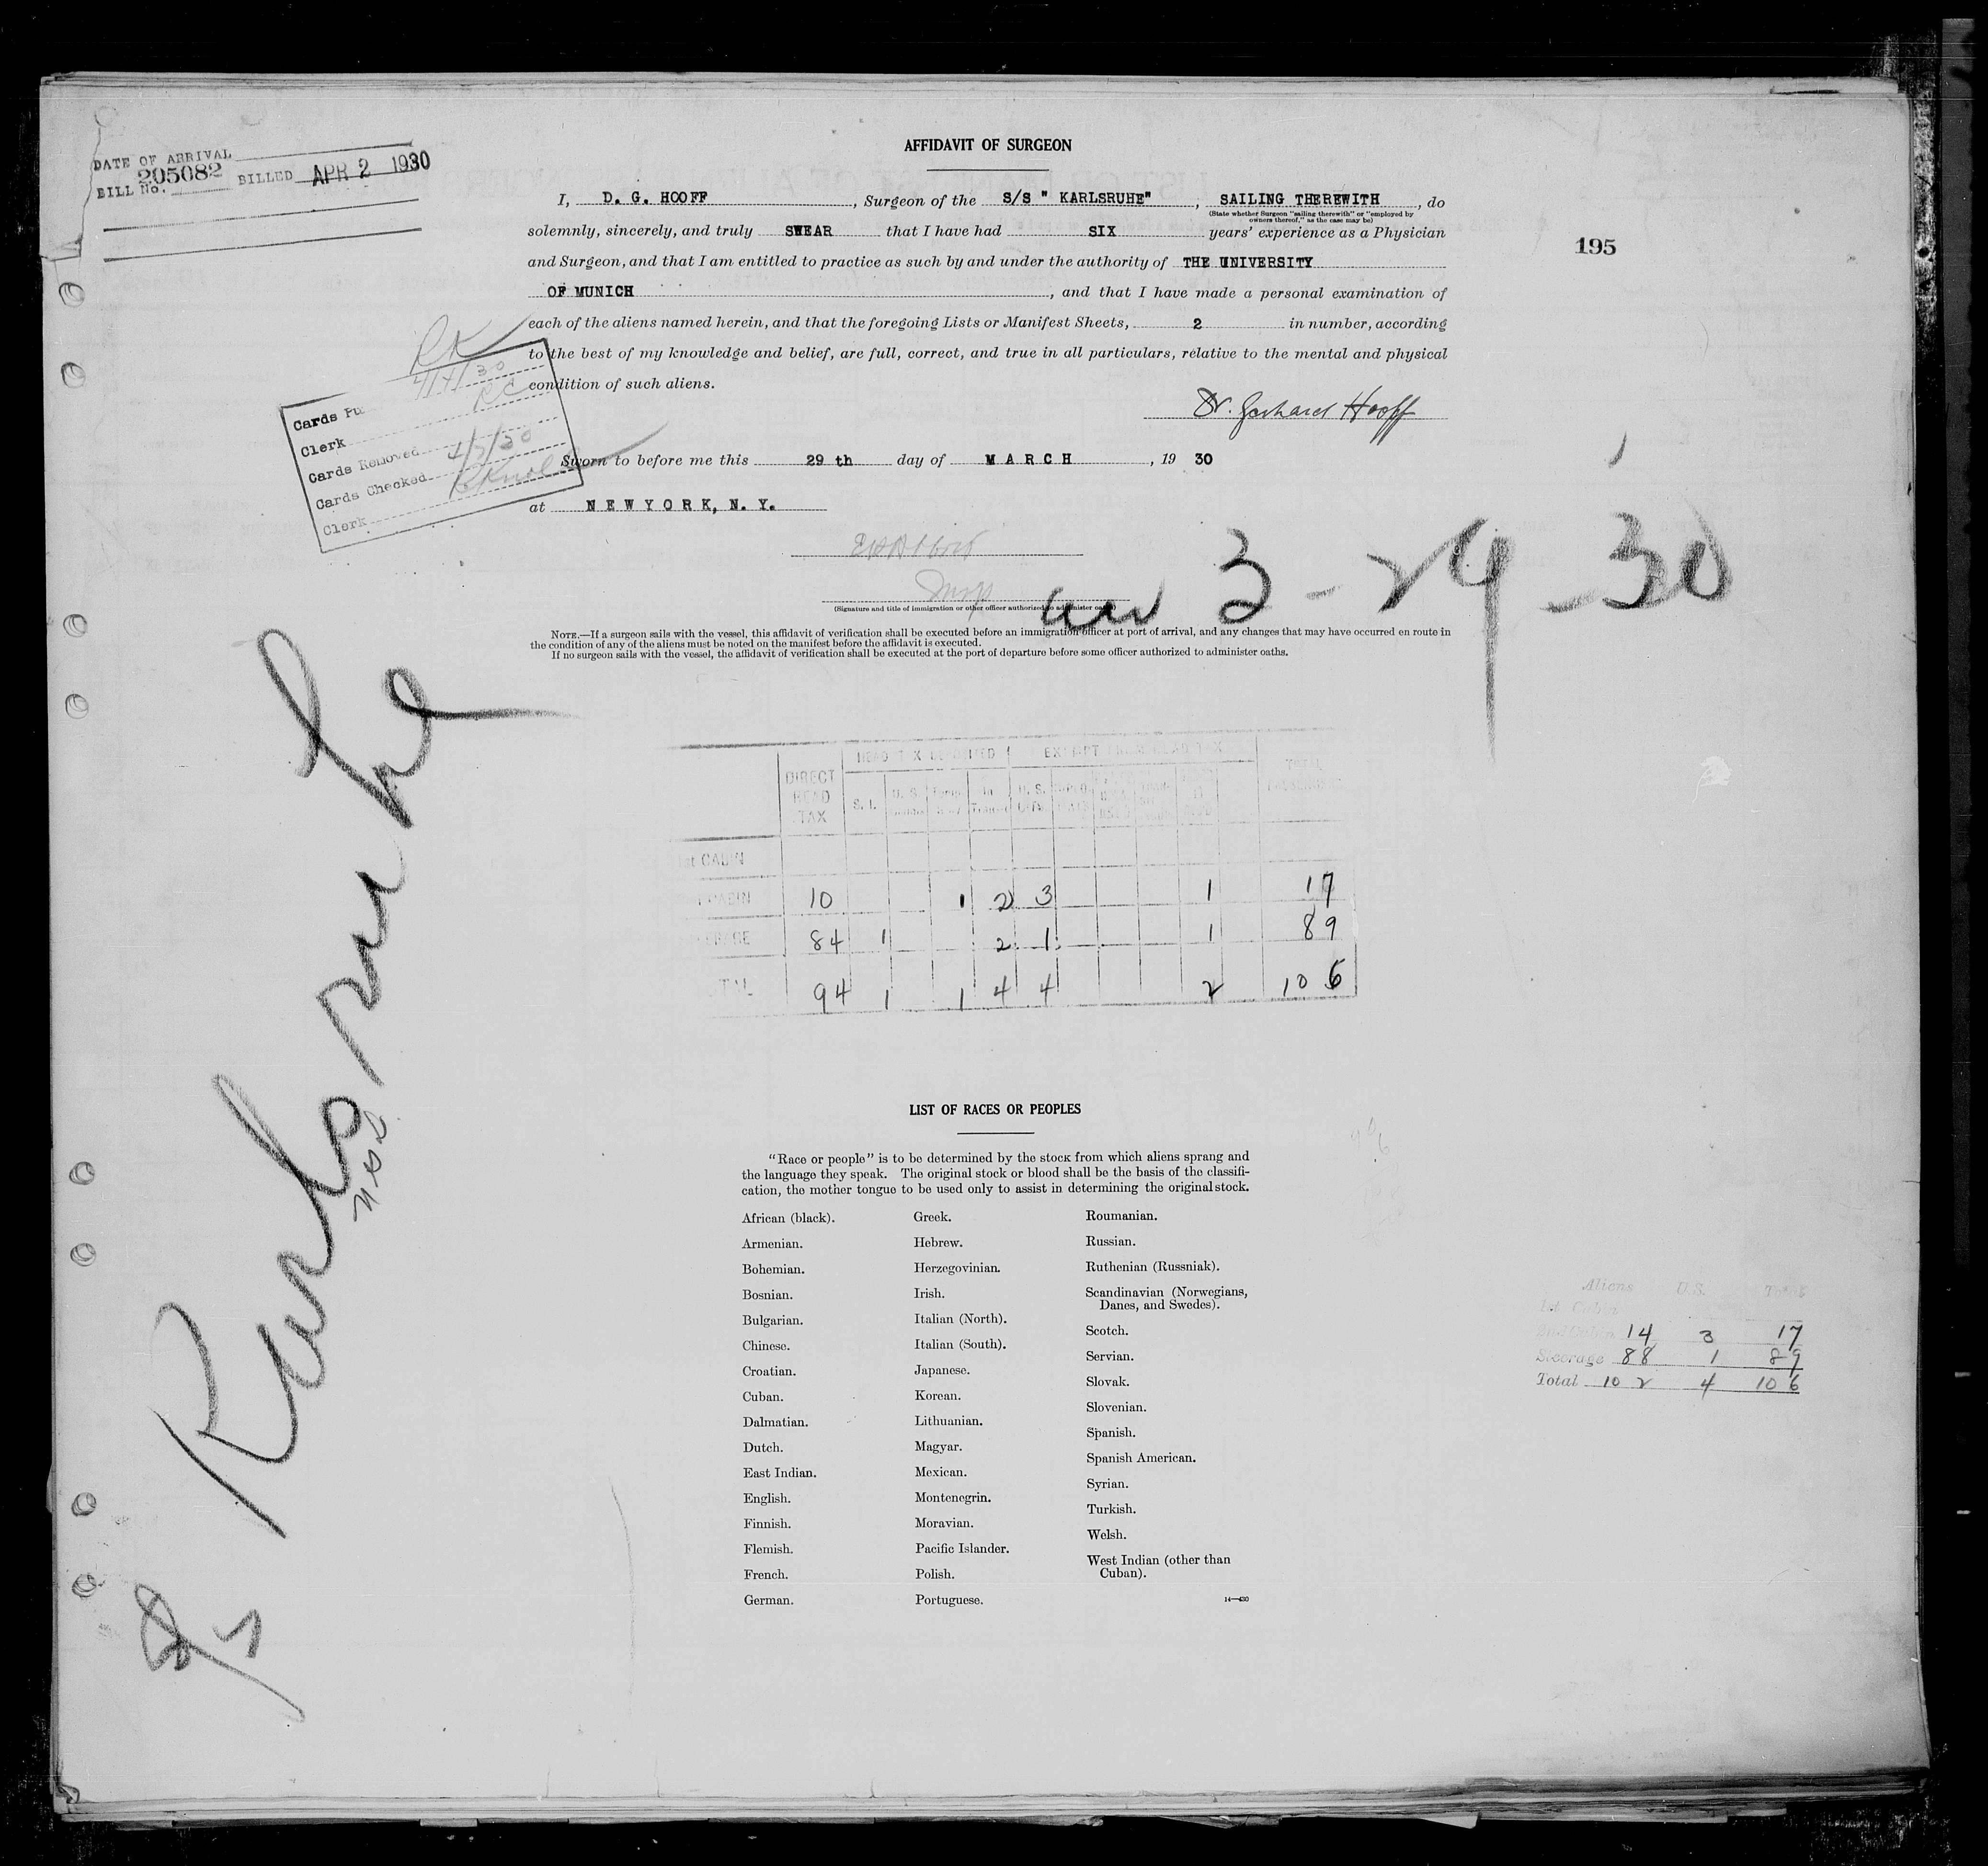 DATE OF ARRIVAL
BILL No. 205082 BILLED APR 2 1930
AFFIDAVIT OF SURGEON
I, D. G. HOOFF, Surgeon of the S/S " KARLSRUHE", SAILING THEREWITH, do
(State whether Surgeon "sailing therewith" or "employed by
owners thereof," as the case may be)
solemnly, sincerely, and truly SWEAR that I have had SIX years' experience as a Physician
195
and Surgeon, and that I am entitled to practice as such by and under the authority of THE UNIVERSITY
OF MUNICH, and that I have made a personal examination of
each of the aliens named herein, and that the foregoing Lists or Manifest Sheets, 2 in number, according
to the best of my knowledge and belief, are full, correct, and true in all particulars, relative to the mental and physical
condition of such aliens.
Dr. Gerhard Hooff
RK
Cards
Clerk
Cards Removed
Cards Checked
Clerk
Sworn to before me this 29 th day of MARCH, 19 30
at NEWYORK, N. Y.
(Signature and title of immigration or other officer authorized to administer oaths)
arr 3-29-30
NOTE.—If a surgeon sails with the vessel, this affidavit of verification shall be executed before an immigration officer at port of arrival, and any changes that may have occurred en route in
the condition of any of the aliens must be noted on the manifest before the affidavit is executed.
If no surgeon sails with the vessel, the affidavit of verification shall be executed at the port of departure before some officer authorized to administer oaths.
S/S Karlsruhe
DIRECT HEAD TAX S. I. U. S. In U. S. TOTAL
1st CABIN
CABIN 10 1 2 3 1 17
84 1 2 1 1 89
94 1 1 4 4 2 106
LIST OF RACES OR PEOPLES
"Race or people" is to be determined by the stock from which aliens sprang and
the language they speak. The original stock or blood shall be the basis of the classifi-
cation, the mother tongue to be used only to assist in determining the original stock.
African (black).
Armenian.
Bohemian.
Bosnian.
Bulgarian.
Chinese.
Croatian.
Cuban.
Dalmatian.
Dutch.
East Indian.
English.
Finnish.
Flemish.
French.
German.
Greek.
Hebrew.
Herzegovinian.
Irish.
Italian (North).
Italian (South).
Japanese.
Korean.
Lithuanian.
Magyar.
Mexican.
Montenegrin.
Moravian.
Pacific Islander.
Polish.
Portuguese.
Roumanian.
Russian.
Ruthenian (Russniak).
Scandinavian (Norwegians,
Danes, and Swedes).
Scotch.
Servian.
Slovak.
Slovenian.
Spanish.
Spanish American.
Syrian.
Turkish.
Welsh.
West Indian (other than
Cuban).
14—430
Aliens U.S. Total
1st Cabin
2nd Cabin 14 3 17
Steerage 88 1 89
Total 102 4 106